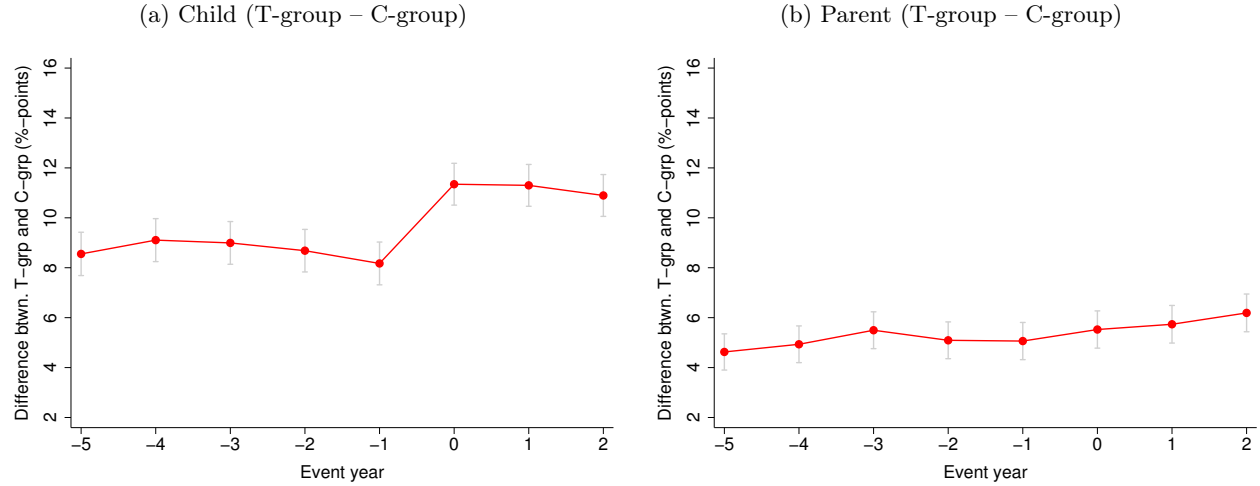 (a) Child (T-group – C-group)
Difference btwn. T−grp and C−grp (%−points)
16
14
12
10
8
6
4
2
−5 −4 −3 −2 −1 0 1 2
Event year
(b) Parent (T-group – C-group)
Difference btwn. T−grp and C−grp (%−points)
16
14
12
10
8
6
4
2
−5 −4 −3 −2 −1 0 1 2
Event year